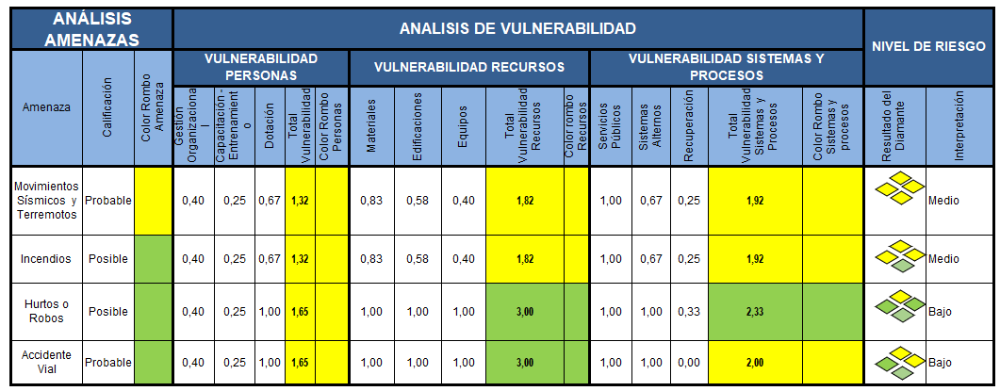 ANÁLISIS
AMENAZAS
ANALISIS DE VULNERABILIDAD
NIVEL DE RIESGO
VULNERABILIDAD
PERSONAS
VULNERABILIDAD RECURSOS
VULNERABILIDAD SISTEMAS Y
PROCESOS
Amenaza
Calificación
Color Rombo
Amenaza
Gestión
Organizaciona
l
Capacitación -
Entrenamient
o
Dotación
Total
Vulnerabilidad
Color Rombo
Personas
Materiales
Edificaciones
Equipos
Total
Vulnerabilidad
Recursos
Color rombo
Recursos
Servicios
Públicos
Sistemas
Alternos
Recuperación
Total
Vulnerabilidad
Sistemas y
Procesos
Color Rombo
Sistemas y
procesos
Resultado del
Diamante
Interpretación
Movimientos
Sísmicos y
Terremotos
Probable 0,40 0,25 0,67 1,32 0,83 0,58 0,40 1,82 1,00 0,67 0,25 1,92 Medio
Incendios Posible 0,40 0,25 0,67 1,32 0,83 0,58 0,40 1,82 1,00 0,67 0,25 1,92 Medio
Hurtos o
Robos
Posible 0,40 0,25 1,00 1,65 1,00 1,00 1,00 3,00 1,00 1,00 0,33 2,33 Bajo
Accidente
Vial
Probable 0,40 0,25 1,00 1,65 1,00 1,00 1,00 3,00 1,00 1,00 0,00 2,00 Bajo